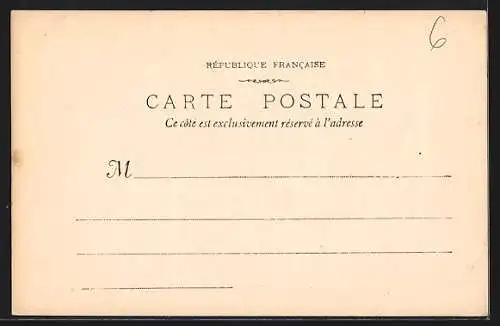 6
RÉPUBLIQUE FRANÇAISE
CARTE POSTALE
Ce côté est exclusivement réservé à l'adresse
M